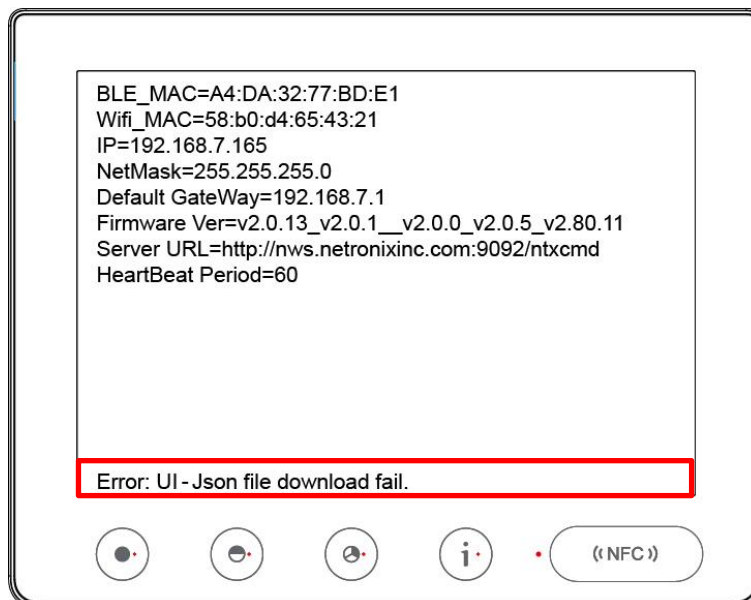 BLE_MAC=A4:DA:32:77:BD:E1
Wifi_MAC=58:b0:d4:65:43:21
IP=192.168.7.165
NetMask=255.255.255.0
Default GateWay=192.168.7.1
Firmware Ver=v2.0.13_v2.0.1__v2.0.0_v2.0.5_v2.80.11
Server URL=http://nws.netronixinc.com:9092/ntxcmd
HeartBeat Period=60
Error: UI-Json file download fail.
i ((NFC))